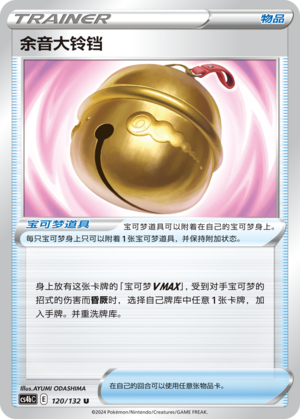 TRAINER 物品
余音大铃铛
宝可梦道具 宝可梦道具可以附着在自己的宝可梦身上。
每只宝可梦身上只可以附着1张宝可梦道具，并保持附加状态。
身上放有这张卡牌的「宝可梦VMAX」，受到对手宝可梦的
招式的伤害而昏厥时，选择自己牌库中任意1张卡牌，加
入手牌。并重洗牌库。
illus.AYUMI ODASHIMA
CS4bC E 120/132 U
在自己的回合可以使用任意张物品卡。
©2024 Pokémon/Nintendo/Creatures/GAME FREAK.